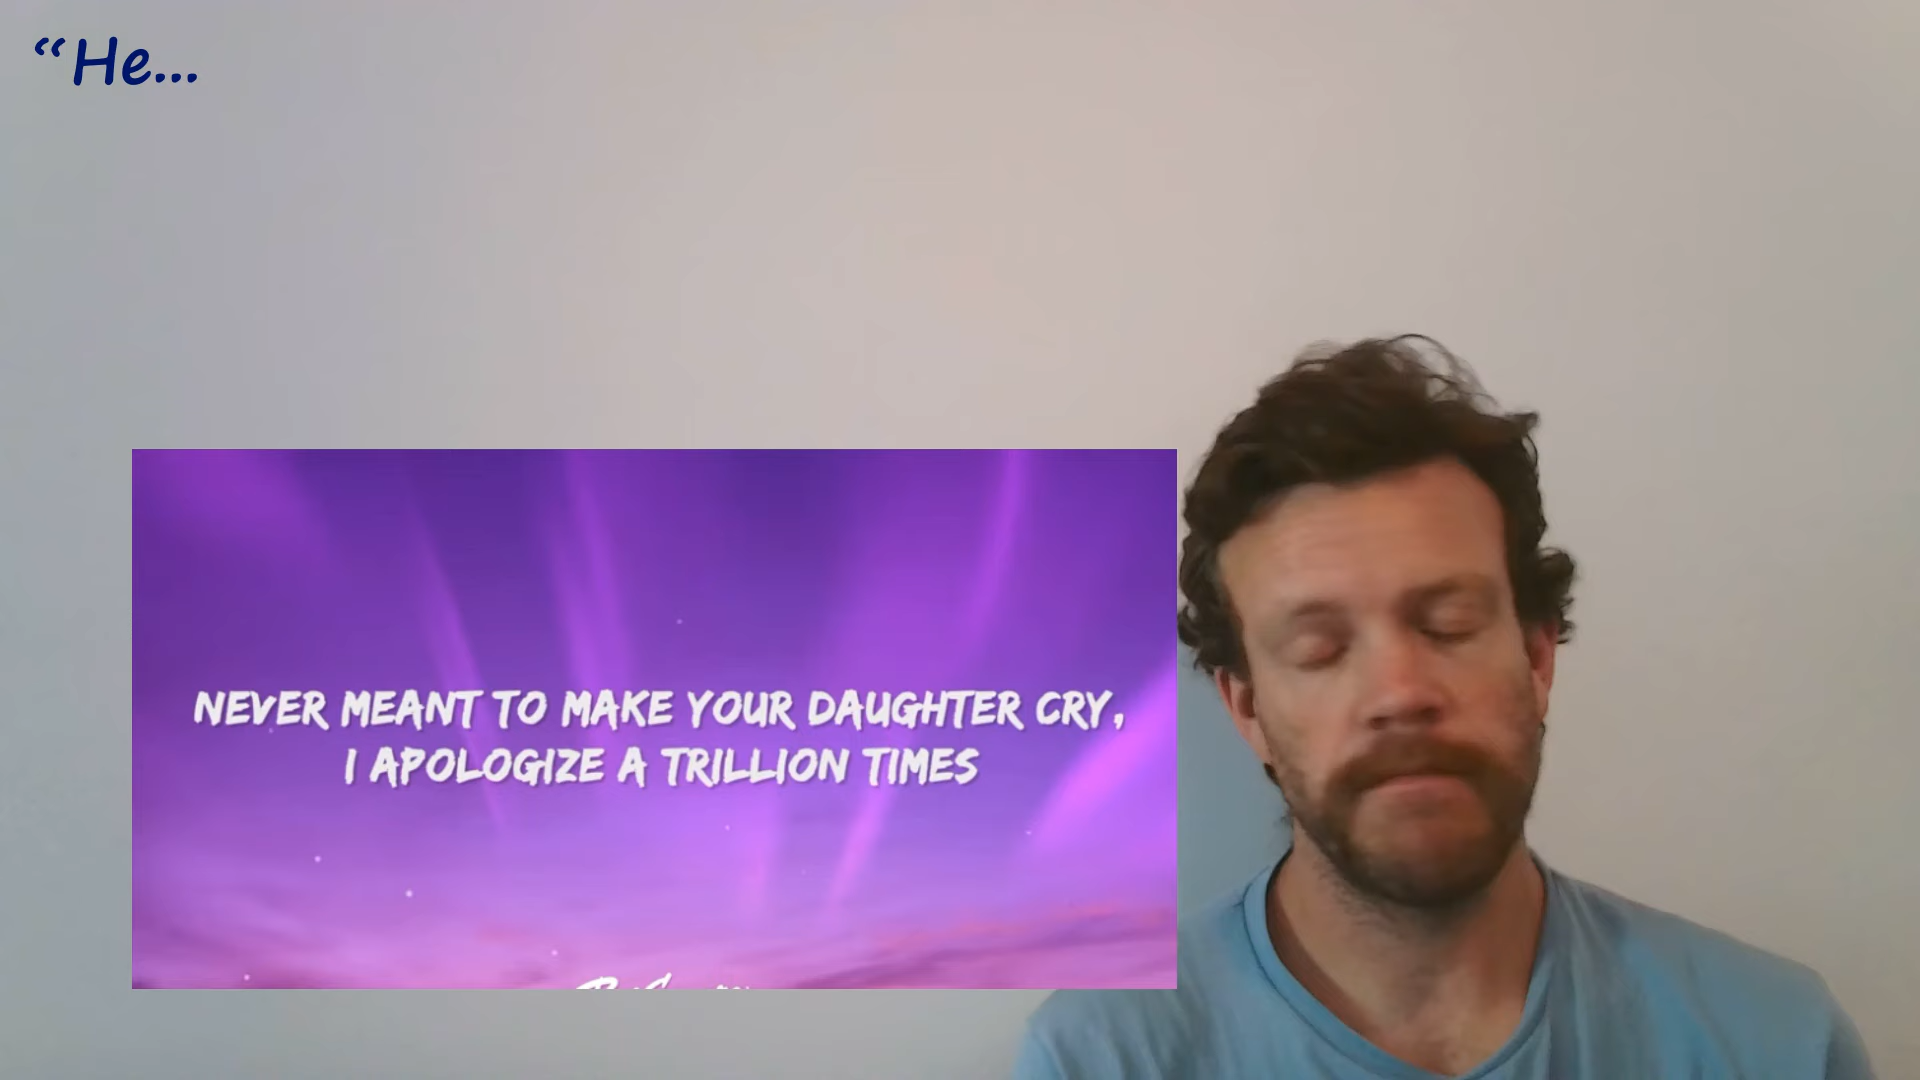 “He...
NEVER MEANT TO MAKE YOUR DAUGHTER CRY,
I APOLOGIZE A TRILLION TIMES